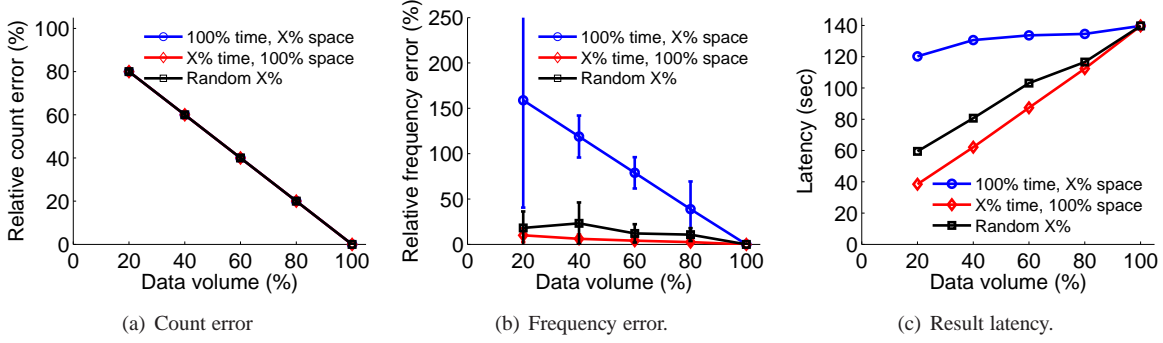 100
80
60
40
20
0
Relative count error (%)
100% time, X% space
X% time, 100% space
Random X%
0 20 40 60 80 100
Data volume (%)
(a) Count error
250
200
150
100
50
0
Relative frequency error (%)
100% time, X% space
X% time, 100% space
Random X%
0 20 40 60 80 100
Data volume (%)
(b) Frequency error.
140
120
100
80
60
40
20
0
Latency (sec)
100% time, X% space
X% time, 100% space
Random X%
0 20 40 60 80 100
Data volume (%)
(c) Result latency.